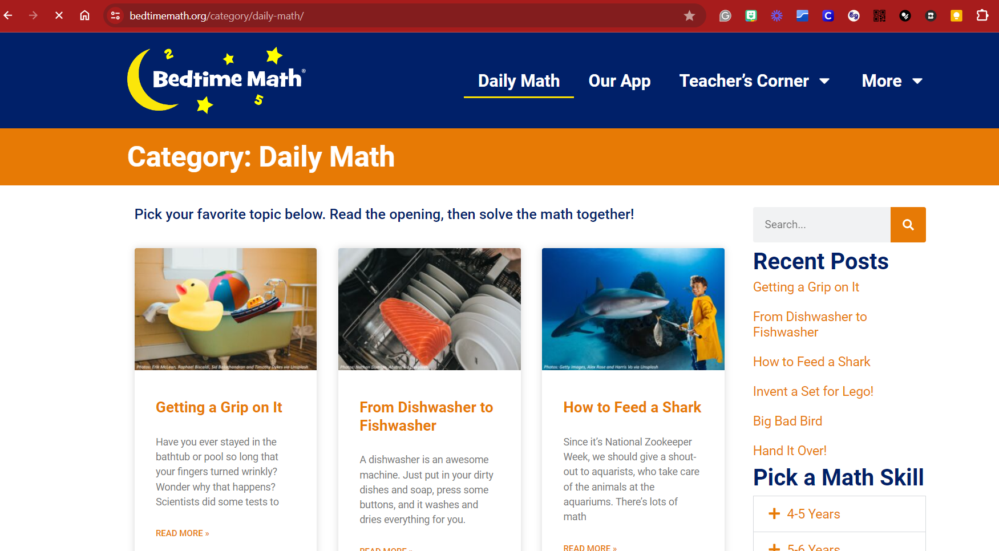 bedtimemath.org/category/daily-math/
2
Bedtime Math®
5
Daily Math
Our App
Teacher’s Corner
More
Category: Daily Math
Pick your favorite topic below. Read the opening, then solve the math together!
Photos: Erik McLean, Raphael Biscaldi, Sid Balachandran and Timothy Dykes via Unsplash
Getting a Grip on It
Have you ever stayed in the
bathtub or pool so long that
your fingers turned wrinkly?
Wonder why that happens?
Scientists did some tests to
READ MORE »
Photos: Nathan Dumlao,
via Unsplash
From Dishwasher to
Fishwasher
A dishwasher is an awesome
machine. Just put in your dirty
dishes and soap, press some
buttons, and it washes and
dries everything for you.
READ MORE »
Photos: Getty Images, Alex Rose and Harris Vo via Unsplash
How to Feed a Shark
Since it’s National Zookeeper
Week, we should give a shout-
out to aquarists, who take care
of the animals at the
aquariums. There’s lots of
math
READ MORE »
Search...
Recent Posts
Getting a Grip on It
From Dishwasher to
Fishwasher
How to Feed a Shark
Invent a Set for Lego!
Big Bad Bird
Hand It Over!
Pick a Math Skill
4-5 Years
5-6 Years